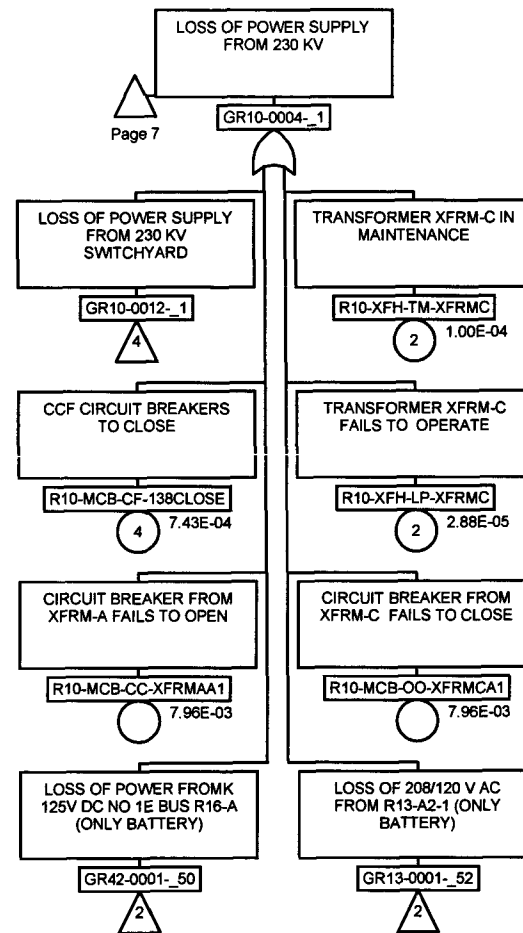 LOSS OF POWER SUPPLY
FROM 230 KV
Page 7
GR10-0004-_1
LOSS OF POWER SUPPLY
FROM 230 KV
SWITCHYARD
GR10-0012-_1
4
TRANSFORMER XFRM-C IN
MAINTENANCE
R10-XFH-TM-XFRMC
2
1.00E-04
CCF CIRCUIT BREAKERS
TO CLOSE
R10-MCB-CF-138CLOSE
4
7.43E-04
TRANSFORMER XFRM-C
FAILS TO OPERATE
R10-XFH-LP-XFRMC
2
2.88E-05
CIRCUIT BREAKER FROM
XFRM-A FAILS TO OPEN
R10-MCB-CC-XFRMAA1
7.96E-03
CIRCUIT BREAKER FROM
XFRM-C FAILS TO CLOSE
R10-MCB-OO-XFRMCA1
7.96E-03
LOSS OF POWER FROMK
125V DC NO 1E BUS R16-A
(ONLY BATTERY)
GR42-0001-_50
2
LOSS OF 208/120 V AC
FROM R13-A2-1 (ONLY
BATTERY)
GR13-0001-_52
2